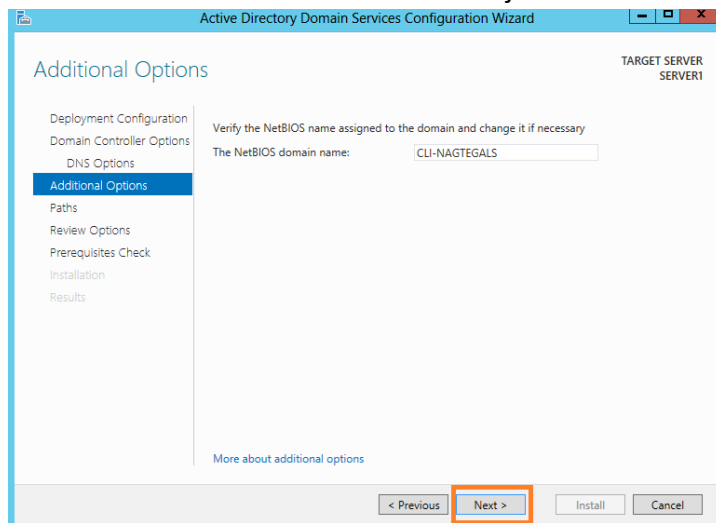 Active Directory Domain Services Configuration Wizard
Additional Options
TARGET SERVER
SERVER1
Deployment Configuration
Domain Controller Options
DNS Options
Additional Options
Paths
Review Options
Prerequisites Check
Installation
Results
Verify the NetBIOS name assigned to the domain and change it if necessary
The NetBIOS domain name: CLI-NAGTEGALS
More about additional options
< Previous Next > Install Cancel